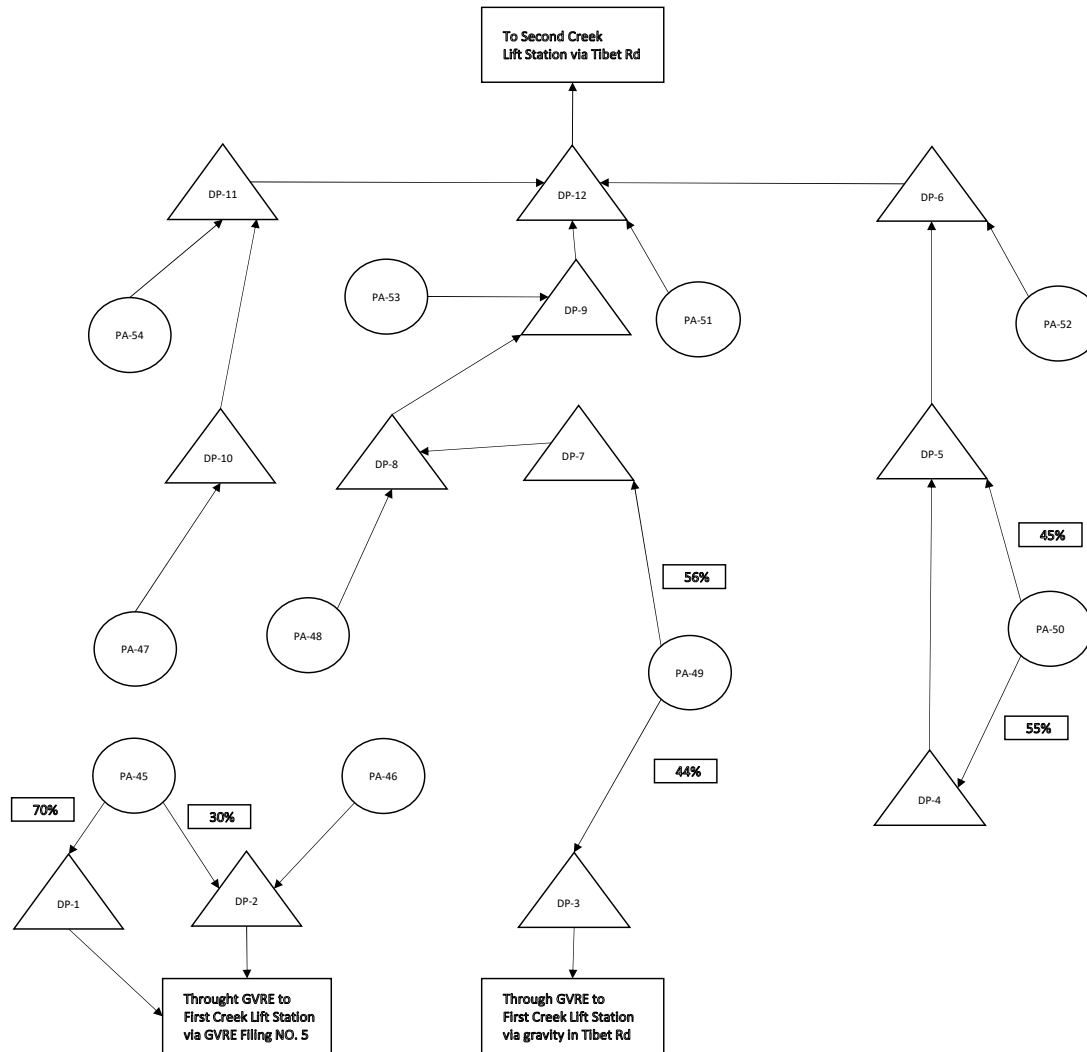 To Second Creek
Lift Station via Tibet Rd
DP-11
DP-12
DP-6
PA-54
PA-53
DP-9
PA-51
PA-52
DP-10
DP-8
DP-7
DP-5
45%
56%
PA-47
PA-48
PA-49
PA-50
55%
PA-45
PA-46
44%
70%
30%
DP-4
DP-1
DP-2
DP-3
Throught GVRE to
First Creek Lift Station
via GVRE Filing NO. 5
Through GVRE to
First Creek Lift Station
via gravity in Tibet Rd